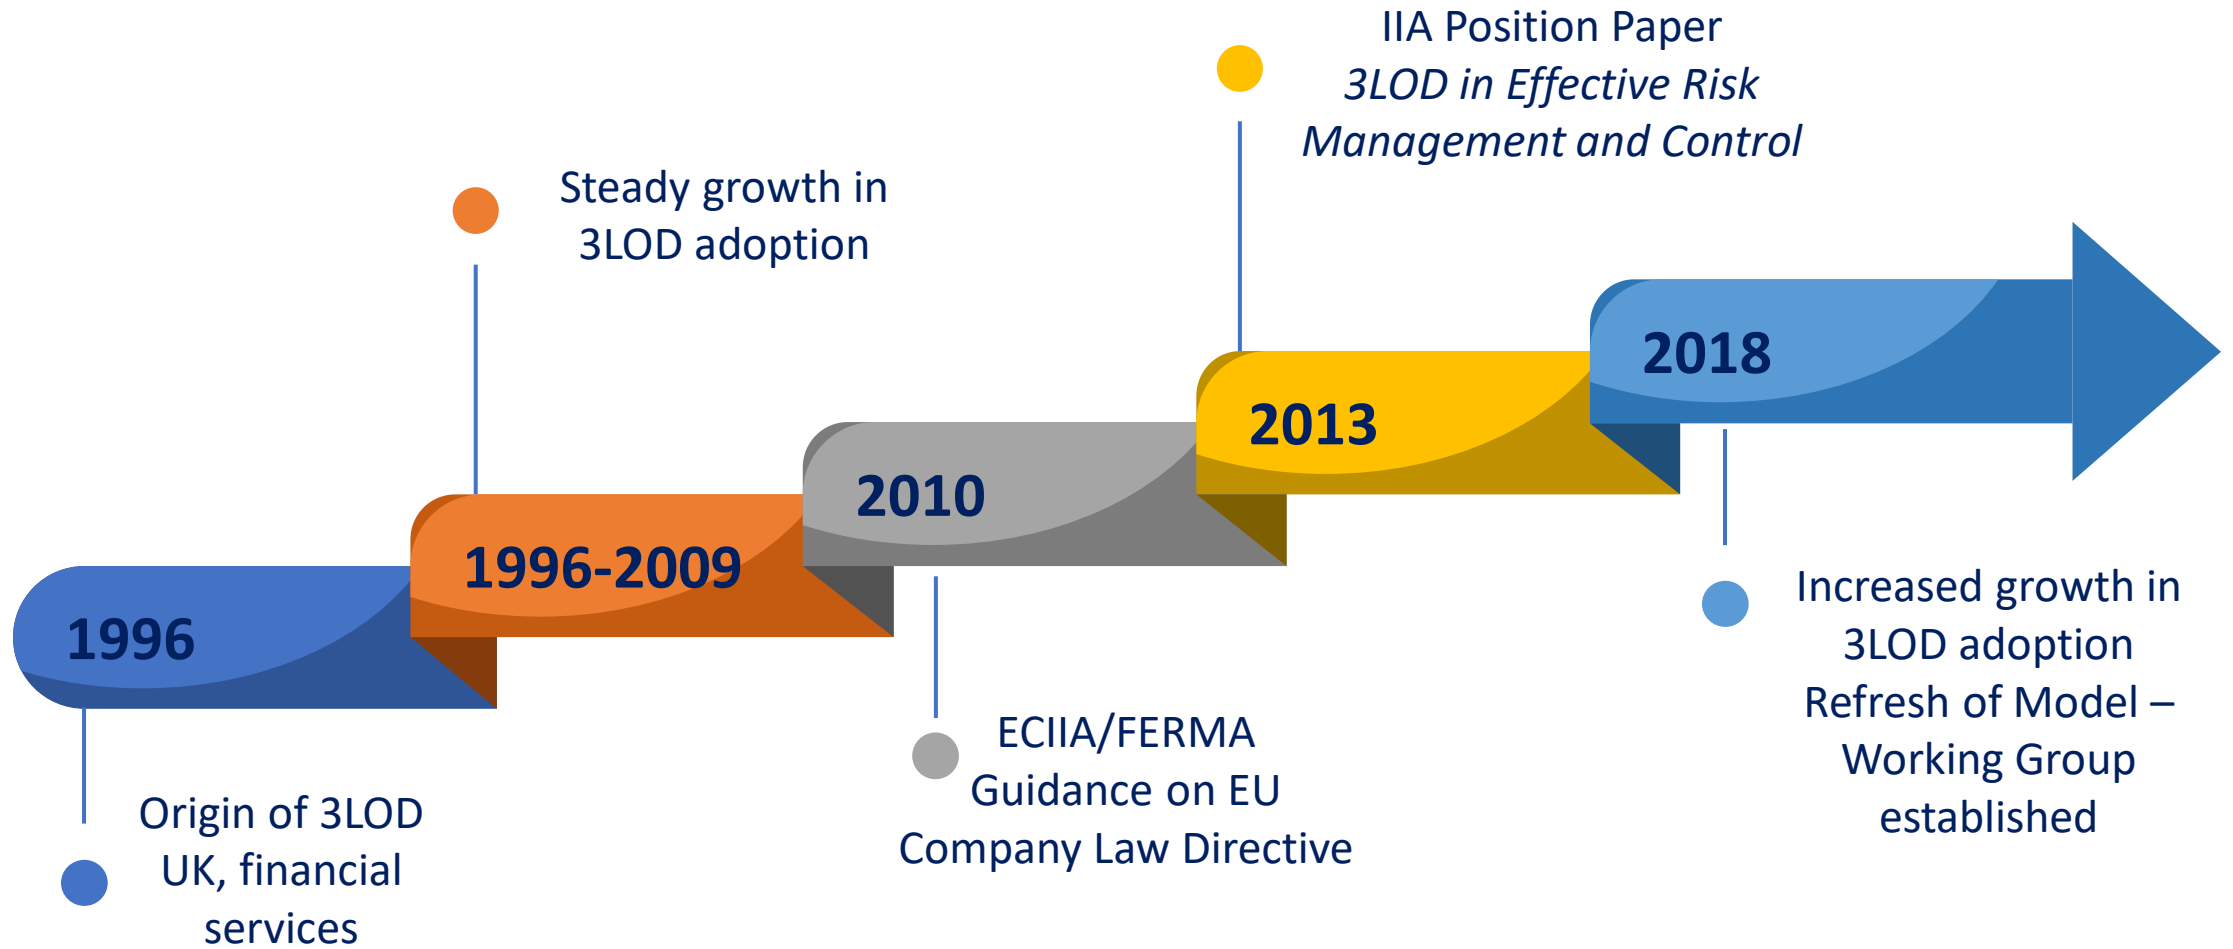 1996
Origin of 3LOD
UK, financial
services
1996-2009
Steady growth in
3LOD adoption
2010
ECIIA/FERMA
Guidance on EU
Company Law Directive
2013
IIA Position Paper
3LOD in Effective Risk
Management and Control
2018
Increased growth in
3LOD adoption
Refresh of Model –
Working Group
established